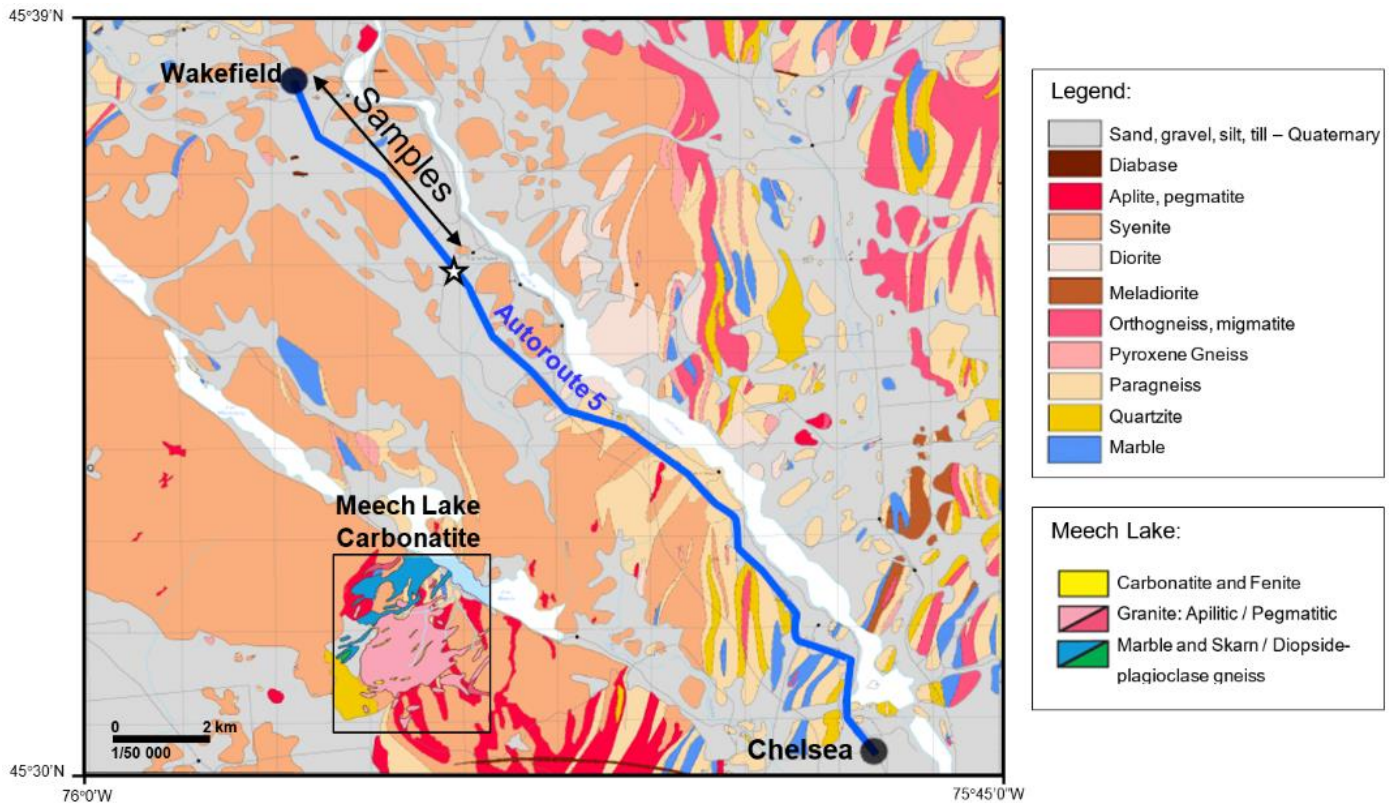 45°39’N
Wakefield
Samples
Autoroute 5
Meech Lake
Carbonatite
0 2 km
1/50 000
Chelsea
45°30’N
76°0’W
75°45’0’’W
Legend:
Sand, gravel, silt, till – Quaternary
Diabase
Aplite, pegmatite
Syenite
Diorite
Meladiorite
Orthogneiss, migmatite
Pyroxene Gneiss
Paragneiss
Quartzite
Marble
Meech Lake:
Carbonatite and Fenite
Granite: Apilitic / Pegmatitic
Marble and Skarn / Diopside-
plagioclase gneiss